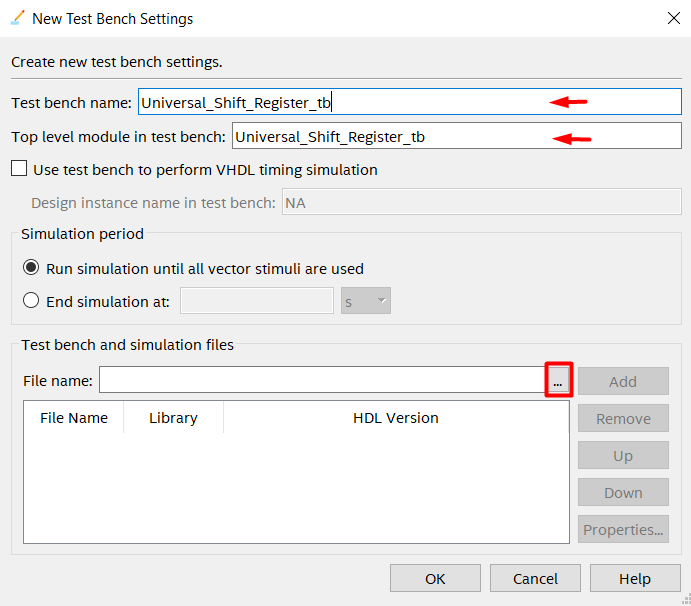 New Test Bench Settings
Create new test bench settings.
Test bench name: Universal_Shift_Register_tb
Top level module in test bench: Universal_Shift_Register_tb
Use test bench to perform VHDL timing simulation
Design instance name in test bench: NA
Simulation period
Run simulation until all vector stimuli are used
End simulation at: s
Test bench and simulation files
File name: ... Add
File Name Library HDL Version
Remove
Up
Down
Properties...
OK Cancel Help